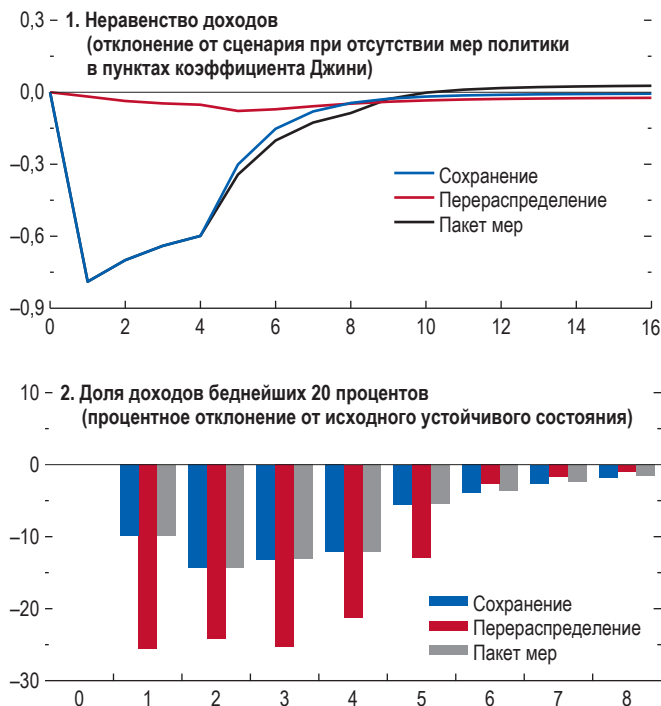 0,3
1. Неравенство доходов
(отклонение от сценария при отсутствии мер политики
в пунктах коэффициента Джини)
0,0
–0,3
Сохранение
Перераспределение
Пакет мер
–0,6
–0,9
0 2 4 6 8 10 12 14 16
10
2. Доля доходов беднейших 20 процентов
(процентное отклонение от исходного устойчивого состояния)
0
–10
–20
Сохранение
Перераспределение
Пакет мер
–30
0 1 2 3 4 5 6 7 8